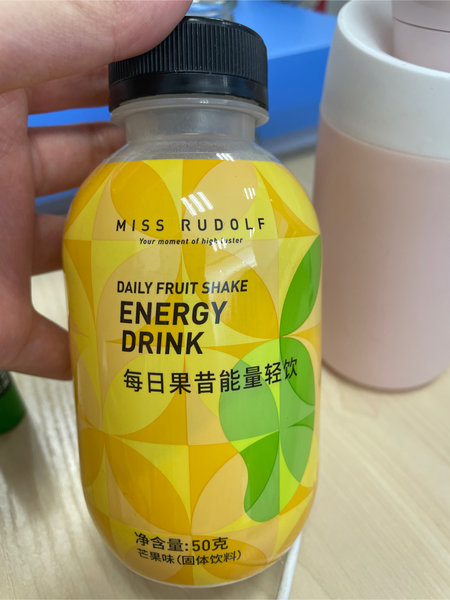 MISS RUDOLF
Your moment of high luster
DAILY FRUIT SHAKE
ENERGY
DRINK
每日果昔能量轻饮
净含量:50克
芒果味(固体饮料)